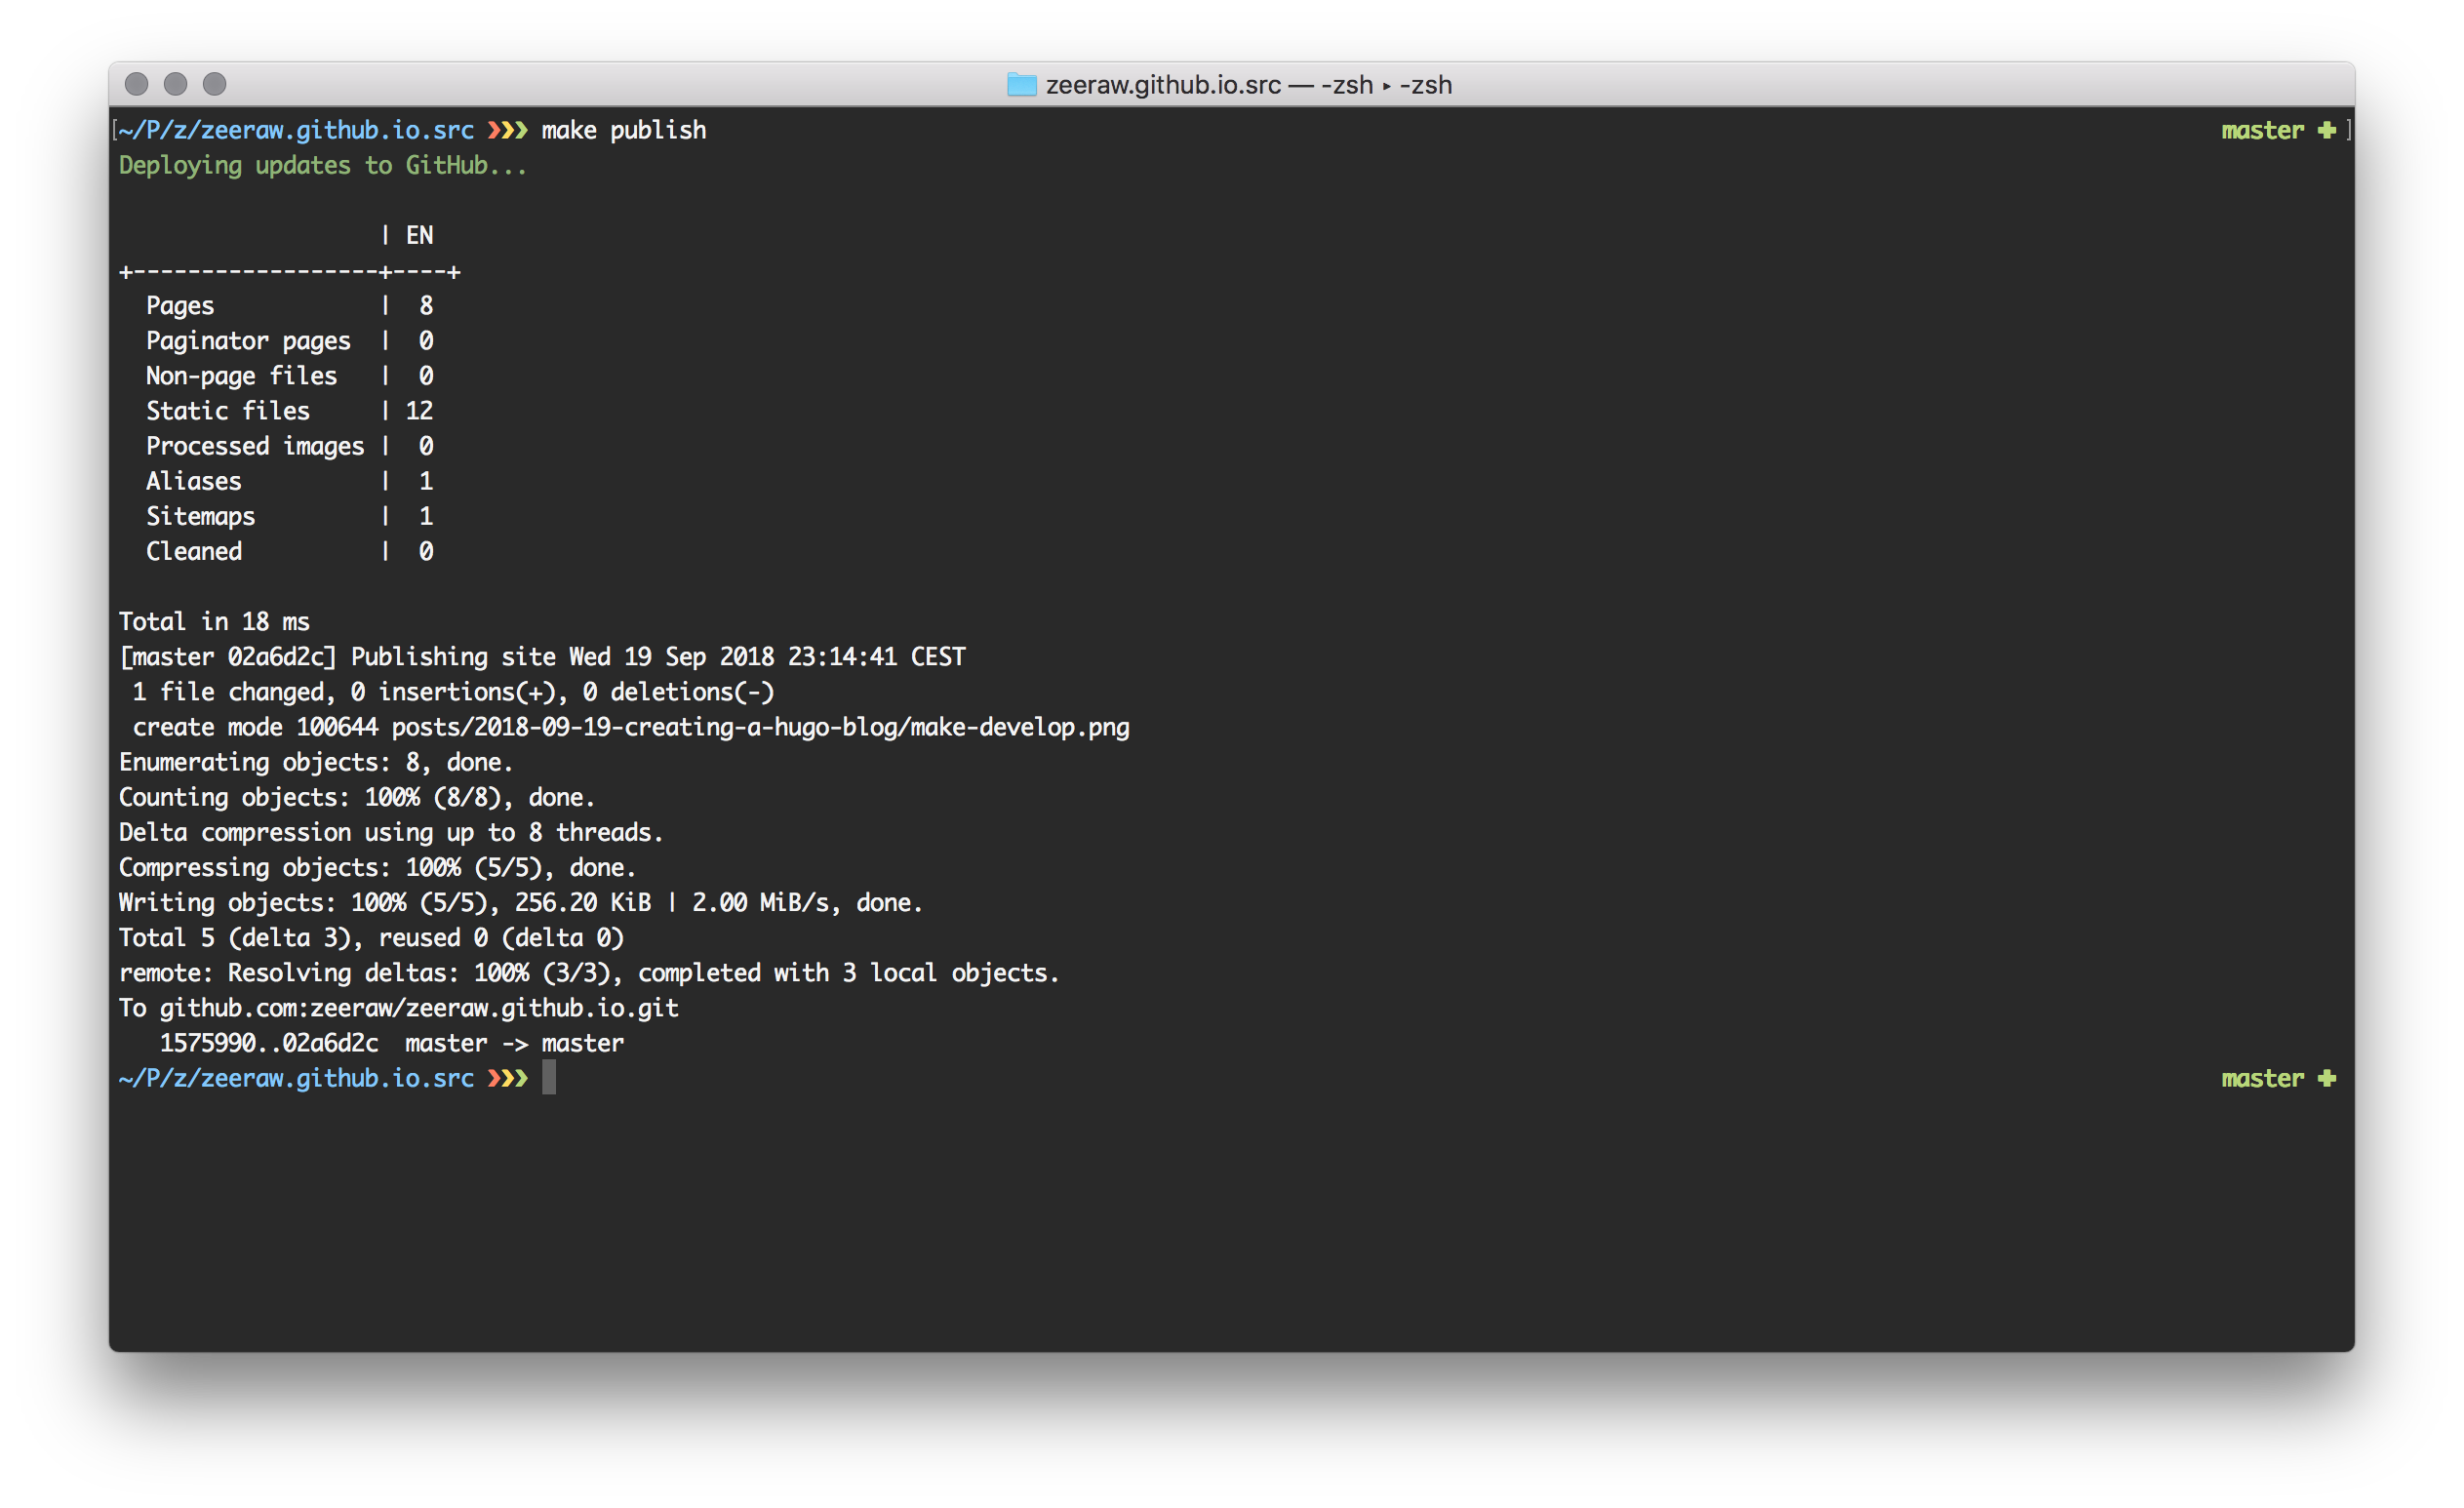 zeeraw.github.io.src — -zsh ▸ -zsh
[~/P/z/zeeraw.github.io.src ❯❯❯ make publish master ✚ ]
Deploying updates to GitHub...
                   | EN
+------------------+----+
  Pages            |  8
  Paginator pages  |  0
  Non-page files   |  0
  Static files     | 12
  Processed images |  0
  Aliases          |  1
  Sitemaps         |  1
  Cleaned          |  0
Total in 18 ms
[master 02a6d2c] Publishing site Wed 19 Sep 2018 23:14:41 CEST
 1 file changed, 0 insertions(+), 0 deletions(-)
 create mode 100644 posts/2018-09-19-creating-a-hugo-blog/make-develop.png
Enumerating objects: 8, done.
Counting objects: 100% (8/8), done.
Delta compression using up to 8 threads.
Compressing objects: 100% (5/5), done.
Writing objects: 100% (5/5), 256.20 KiB | 2.00 MiB/s, done.
Total 5 (delta 3), reused 0 (delta 0)
remote: Resolving deltas: 100% (3/3), completed with 3 local objects.
To github.com:zeeraw/zeeraw.github.io.git
   1575990..02a6d2c  master -> master
~/P/z/zeeraw.github.io.src ❯❯❯ master ✚